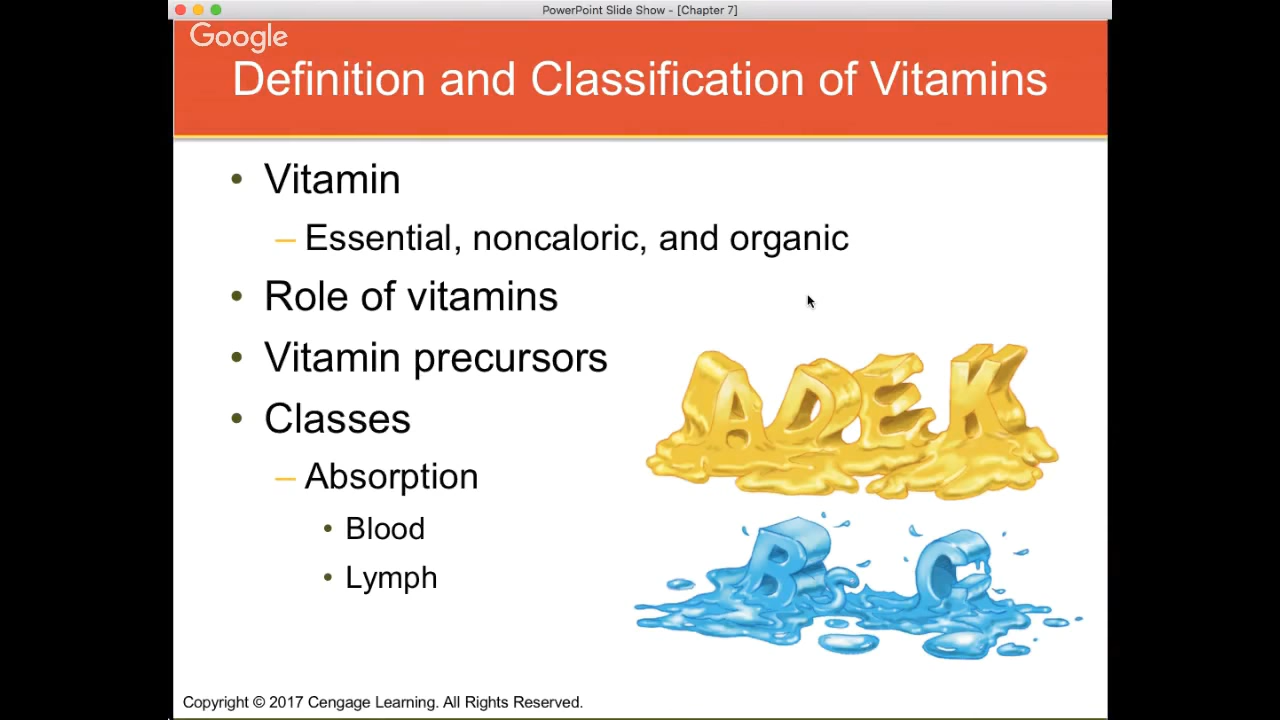 PowerPoint Slide Show - [Chapter 7]
Google
Definition and Classification of Vitamins
• Vitamin
– Essential, noncaloric, and organic
• Role of vitamins
• Vitamin precursors
• Classes
– Absorption
• Blood
• Lymph
A D E K
Bs C
Copyright © 2017 Cengage Learning. All Rights Reserved.